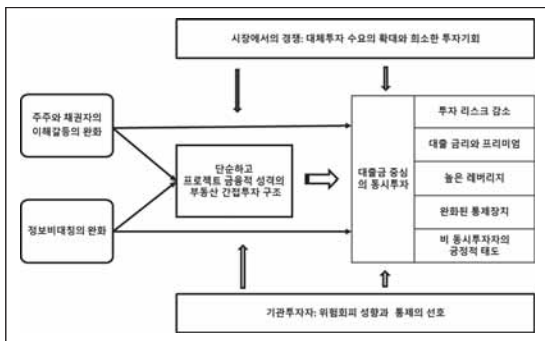 시장에서의 경쟁: 대체투자 수요의 확대와 희소한 투자기회
주주와 채권자의
이해갈등의 완화
정보비대칭의 완화
단순하고
프로젝트 금융적 성격의
부동산 간접투자 구조
대출금 중심
의 동시투자
투자 리스크 감소
대출 금리와 프리미엄
높은 레버리지
완화된 통제장치
비 동시투자자의
긍정적 태도
기관투자자: 위험회피 성향과 통제의 선호